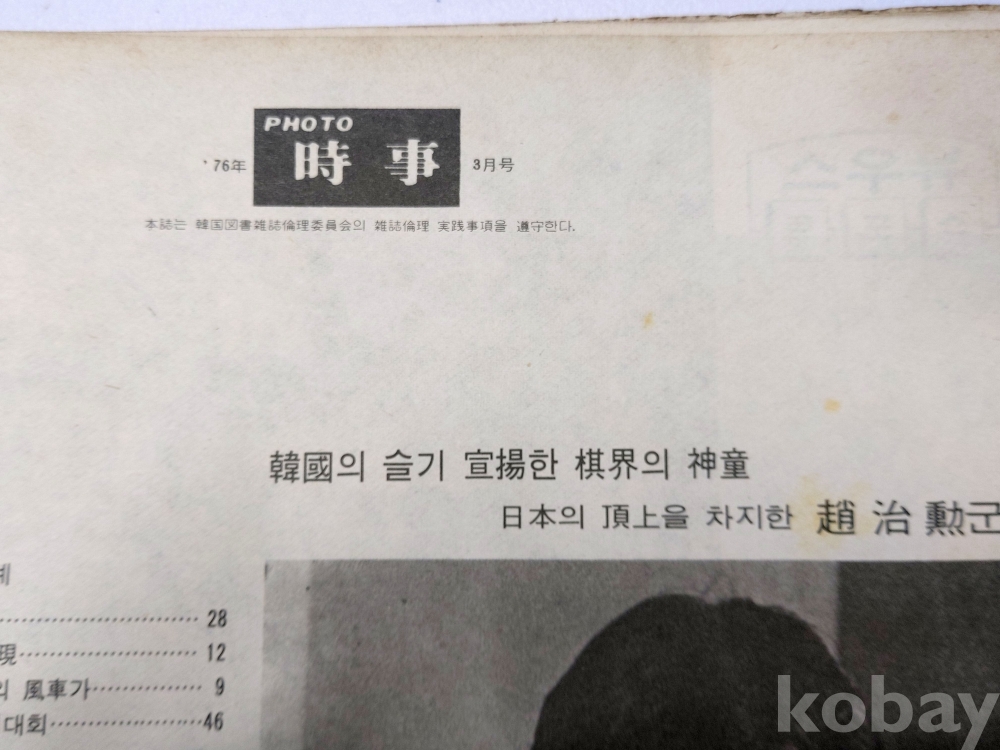 PHOTO
'76年 時事 3月号
本誌는 韓国図書雑誌倫理委員会의 雑誌倫理 実践事項을 遵守한다.
韓國의 슬기 宣揚한 棋界의 神童
日本의 頂上을 차지한 趙治勳군
계
28
現 12
의 風車가 9
대회 46
kobay